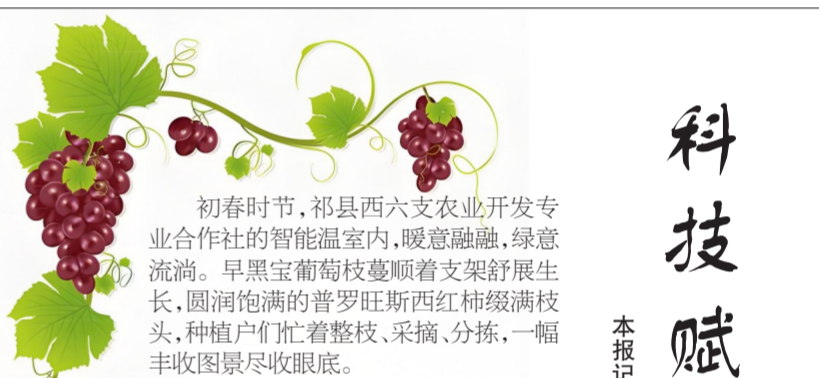 初春时节,祁县西六支农业开发专
业合作社的智能温室内,暖意融融,绿意
流淌。早黑宝葡萄枝蔓顺着支架舒展生
长,圆润饱满的普罗旺斯西红柿缀满枝
头,种植户们忙着整枝、采摘、分拣,一幅
丰收图景尽收眼底。
科技赋
本报记